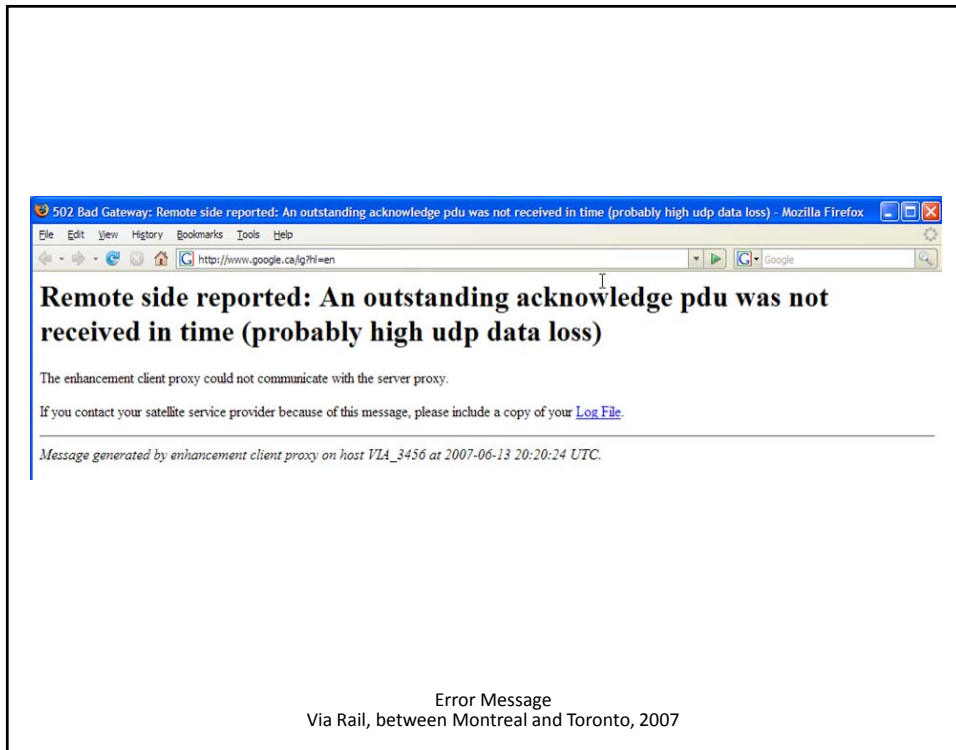 502 Bad Gateway: Remote side reported: An outstanding acknowledge pdu was not received in time (probably high udp data loss) - Mozilla Firefox
File Edit View History Bookmarks Tools Help
http://www.google.ca/ig?hl=en Google
Remote side reported: An outstanding acknowledge pdu was not
received in time (probably high udp data loss)
The enhancement client proxy could not communicate with the server proxy.
If you contact your satellite service provider because of this message, please include a copy of your Log File.
Message generated by enhancement client proxy on host VIA_3456 at 2007-06-13 20:20:24 UTC.
Error Message
Via Rail, between Montreal and Toronto, 2007